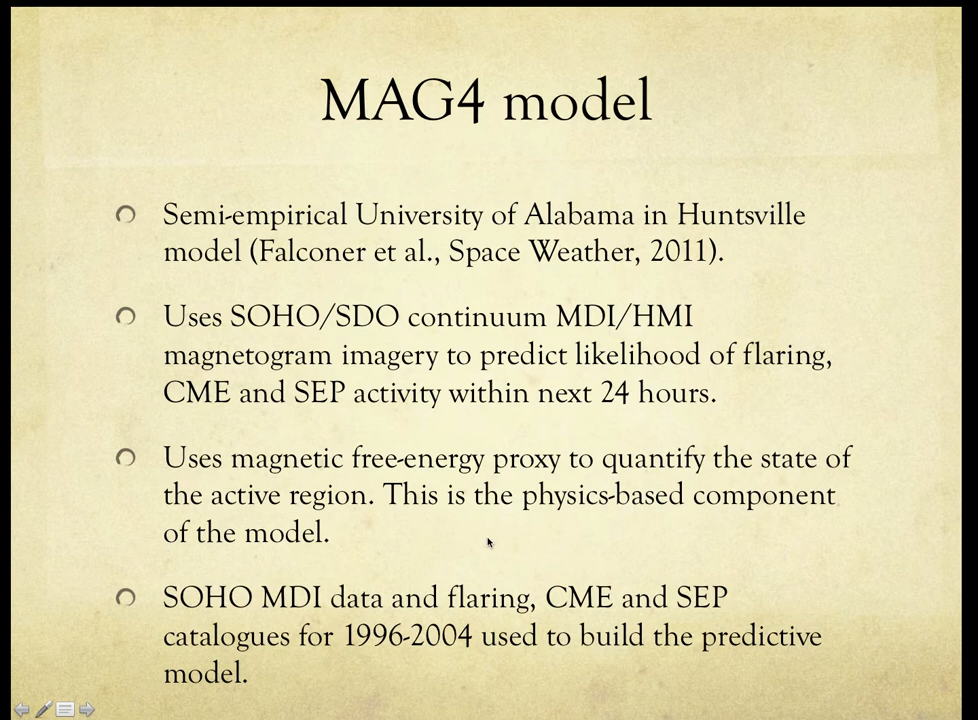 MAG4 model
Semi-empirical University of Alabama in Huntsville
model (Falconer et al., Space Weather, 2011).
Uses SOHO/SDO continuum MDI/HMI
magnetogram imagery to predict likelihood of flaring,
CME and SEP activity within next 24 hours.
Uses magnetic free-energy proxy to quantify the state of
the active region. This is the physics-based component
of the model.
SOHO MDI data and flaring, CME and SEP
catalogues for 1996-2004 used to build the predictive
model.